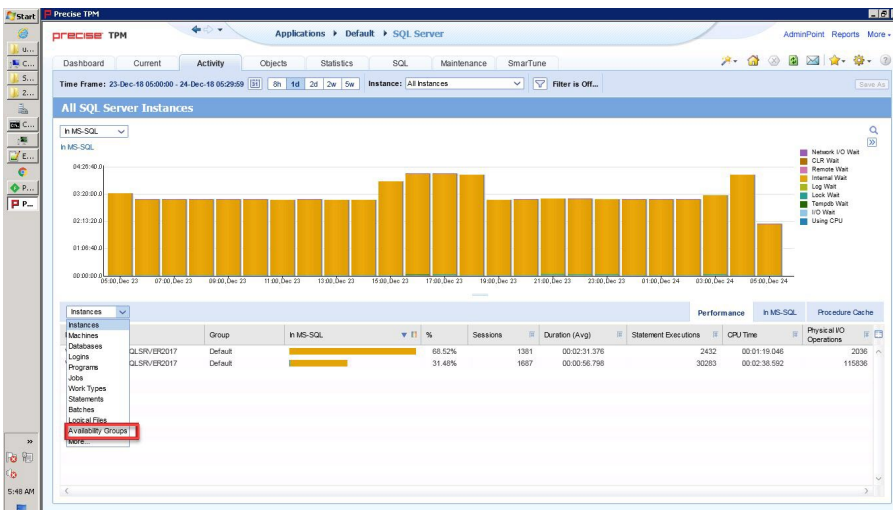 Start
Precise TPM
precise TPM
Applications Default SQL Server
AdminPoint Reports More
Dashboard Current Activity Objects Statistics SQL Maintenance SmarTune
Time Frame: 23-Dec-18 05:00:00 - 24-Dec-18 05:29:59 8h 1d 2d 2w 5w Instance: All Instances Filter is Off... Save As
All SQL Server Instances
In MS-SQL
In MS-SQL
04:26:40.0
03:20:00.0
02:13:20.0
01:06:40.0
00:00:00.0
05:00,Dec 23 07:00,Dec 23 09:00,Dec 23 11:00,Dec 23 13:00,Dec 23 15:00,Dec 23 17:00,Dec 23 19:00,Dec 23 21:00,Dec 23 23:00,Dec 23 01:00,Dec 24 03:00,Dec 24 05:00,Dec 24
Network I/O Wait
CLR Wait
Remote Wait
Internal Wait
Log Wait
Lock Wait
Tempdb Wait
I/O Wait
Using CPU
Instances
Performance In MS-SQL Procedure Cache
Group In MS-SQL % Sessions Duration (Avg) Statement Executions CPU Time Physical I/O Operations
QLSRVER2017 Default 68.52% 1381 00:02:31.376 2432 00:01:19.046 2036
QLSRVER2017 Default 31.48% 1687 00:00:56.798 30283 00:02:38.592 115836
Instances
Machines
Databases
Logins
Programs
Jobs
Work Types
Statements
Batches
Logical Files
Availability Groups
More...
u...
C...
S...
2...
C...
E...
P...
P...
5:48 AM